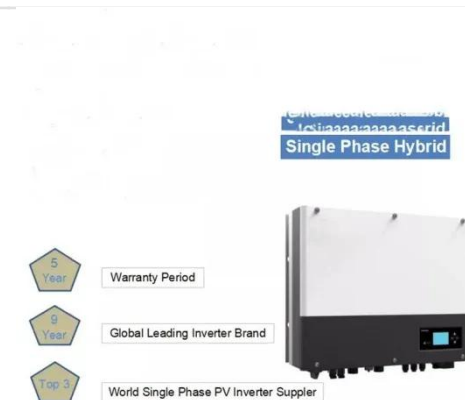 Single Phase Hybrid
5
Year
Warranty Period
9
Year
Global Leading Inverter Brand
Top 3
World Single Phase PV Inverter Suppler